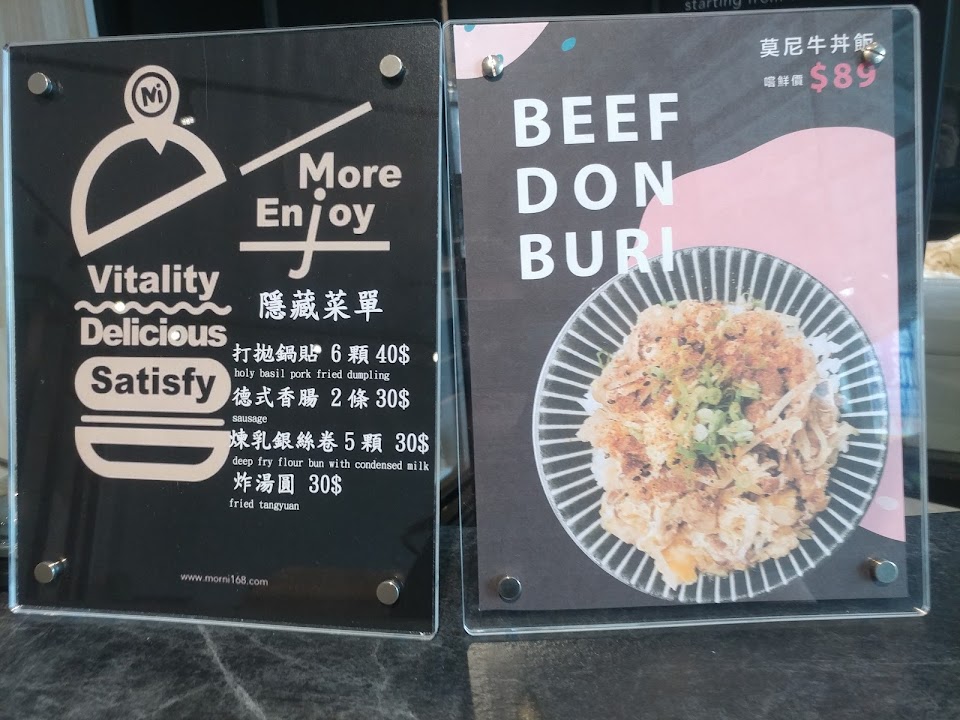 starting from
Mi
More
Enjoy
Vitality
Delicious
Satisfy
隱藏菜單
打拋鍋貼 6顆 40$
holy basil pork fried dumpling
德式香腸 2條 30$
sausage
煉乳銀絲卷 5顆 30$
deep fry flour bun with condensed milk
炸湯圓 30$
fried tangyuan
www.morni168.com
莫尼牛丼飯
嚐鮮價 $89
BEEF
DON
BURI